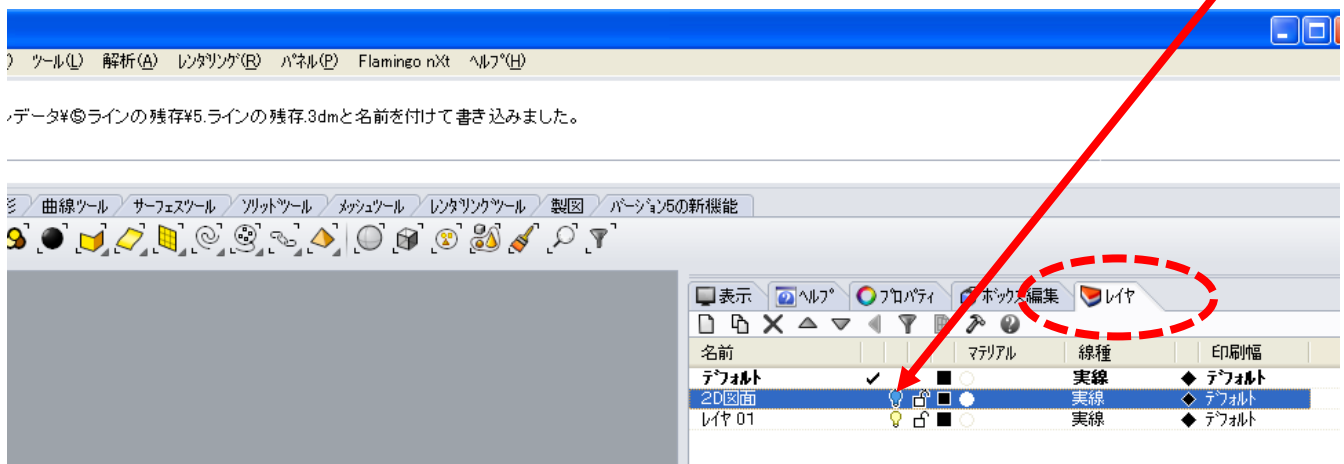 ) ツール(L) 解析(A) レンダリング(R) パネル(P) Flamingo nXt ヘルプ(H)
データ¥⑤ラインの残存¥5.ラインの残存.3dmと名前を付けて書き込みました。
曲線ツール サーフェスツール ソリッドツール メッシュツール レンダリングツール 製図 バージョン5の新機能
表示 ヘルプ プロパティ ボックス編集 レイヤ
名前 マテリアル 線種 印刷幅
デフォルト 実線 デフォルト
2D図面 実線 デフォルト
レイヤ 01 実線 デフォルト